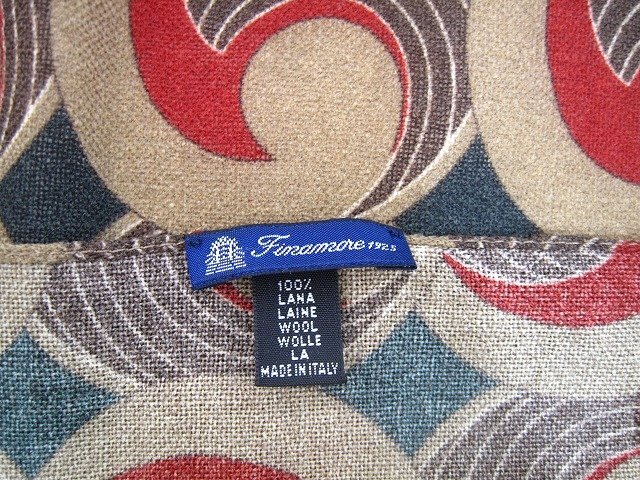 Finamore 1925
100%
LANA
LAINE
WOOL
WOLLE
LA
MADE IN ITALY